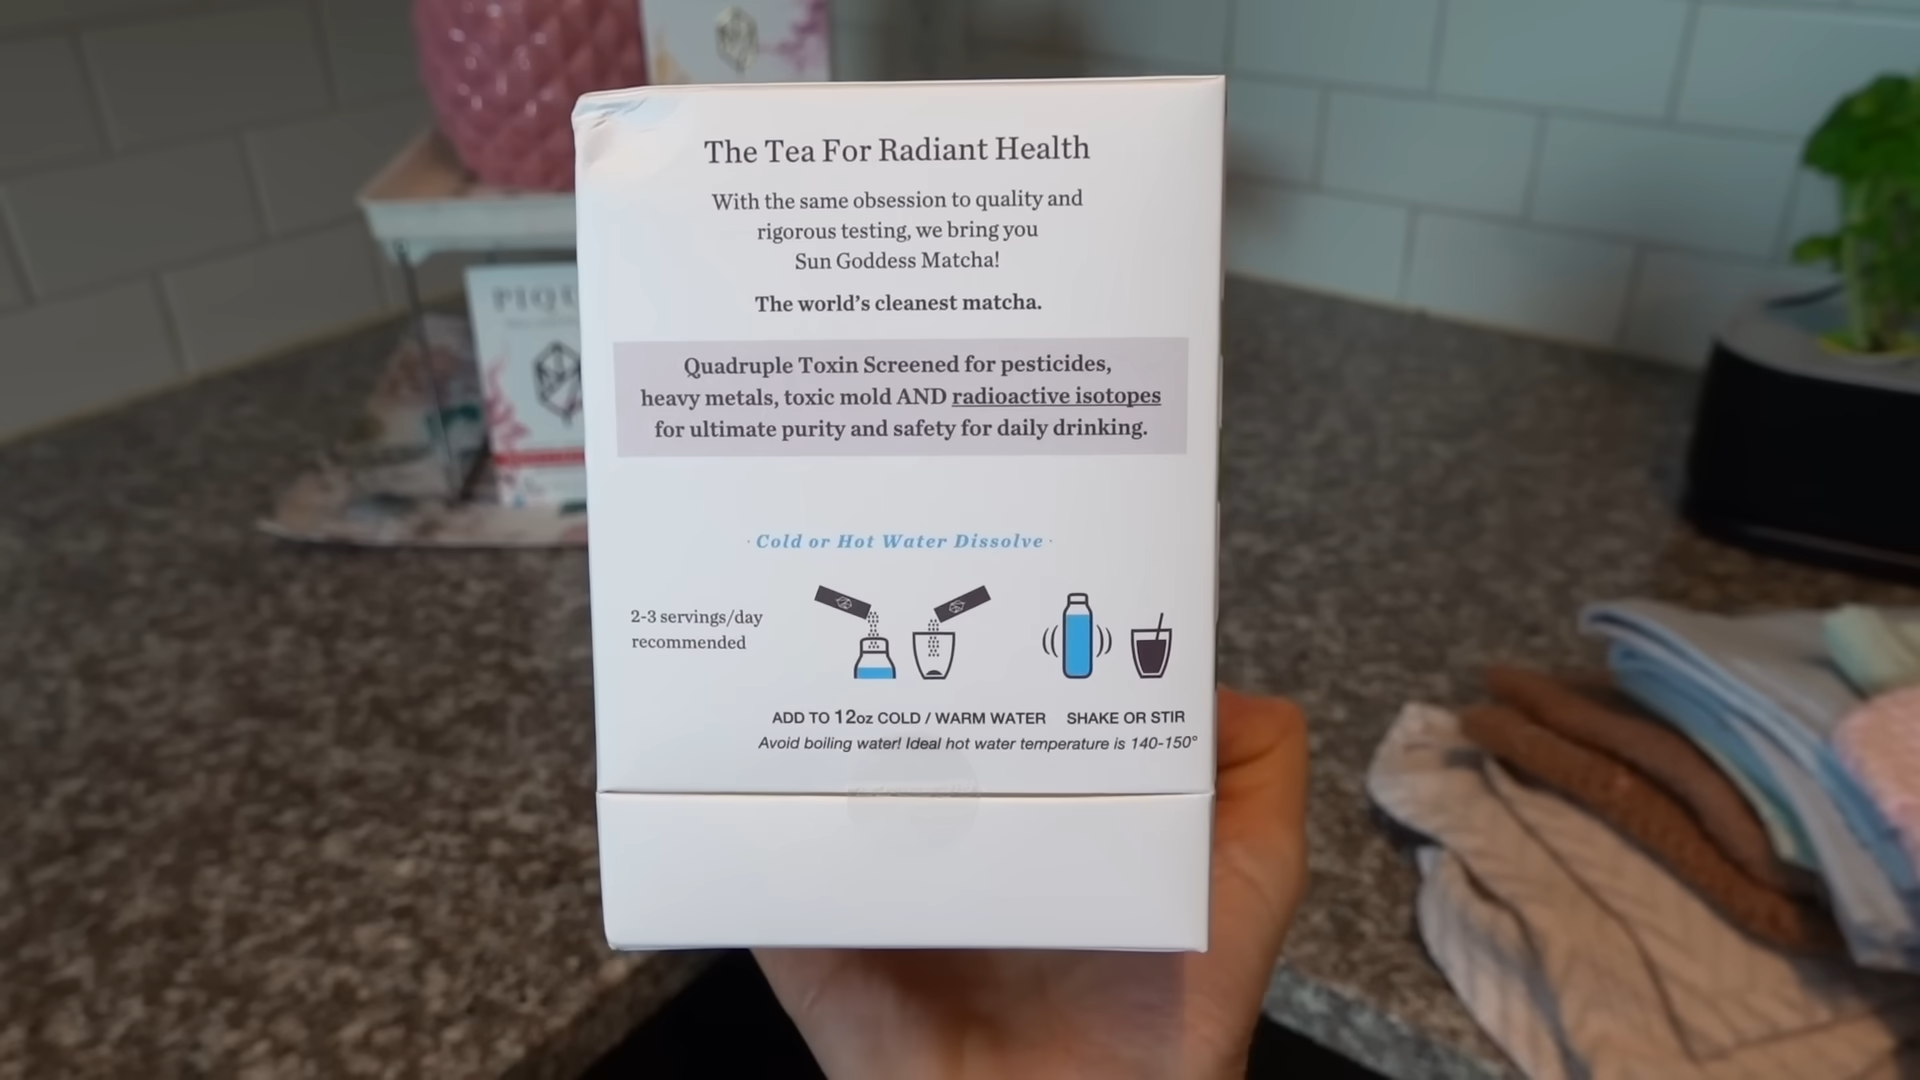 The Tea For Radiant Health
With the same obsession to quality and
rigorous testing, we bring you
Sun Goddess Matcha!
The world's cleanest matcha.
Quadruple Toxin Screened for pesticides,
heavy metals, toxic mold AND radioactive isotopes
for ultimate purity and safety for daily drinking.
· Cold or Hot Water Dissolve ·
2-3 servings/day
recommended
ADD TO 12oz COLD / WARM WATER SHAKE OR STIR
Avoid boiling water! Ideal hot water temperature is 140-150°
PIQU